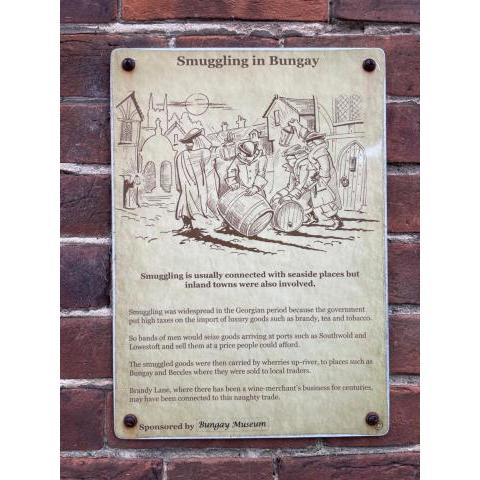 Smuggling in Bungay
Smuggling is usually connected with seaside places but
inland towns were also involved.
Smuggling was widespread in the Georgian period because the government
put high taxes on the import of luxury goods such as brandy, tea and tobacco.
So bands of men would seize goods arriving at ports such as Southwold and
Lowestoft and sell them at a price people could afford.
The smuggled goods were then carried by wherries up-river, to places such as
Bungay and Beccles where they were sold to local traders.
Brandy Lane, where there has been a wine-merchant's business for centuries,
may have been connected to this naughty trade.
Sponsored by Bungay Museum